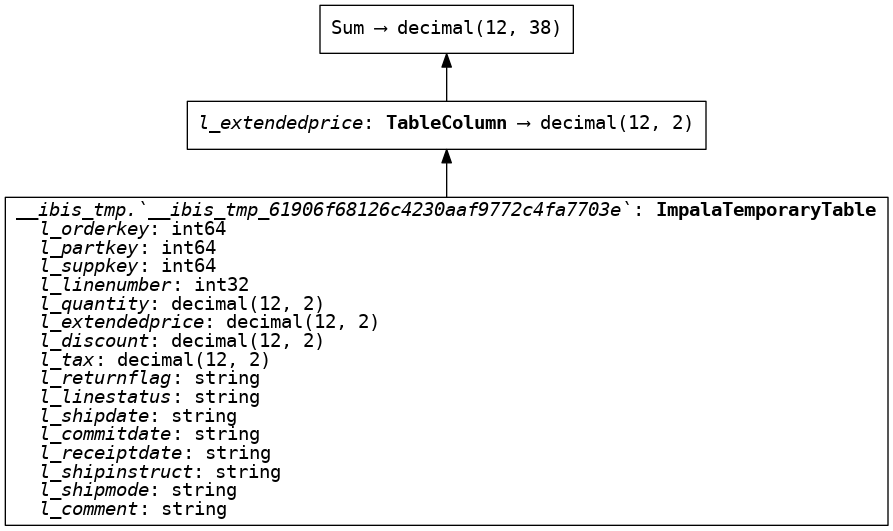 Sum → decimal(12, 38)
l_extendedprice: TableColumn → decimal(12, 2)
__ibis_tmp.`__ibis_tmp_61906f68126c4230aaf9772c4fa7703e`: ImpalaTemporaryTable
l_orderkey: int64
l_partkey: int64
l_suppkey: int64
l_linenumber: int32
l_quantity: decimal(12, 2)
l_extendedprice: decimal(12, 2)
l_discount: decimal(12, 2)
l_tax: decimal(12, 2)
l_returnflag: string
l_linestatus: string
l_shipdate: string
l_commitdate: string
l_receiptdate: string
l_shipinstruct: string
l_shipmode: string
l_comment: string